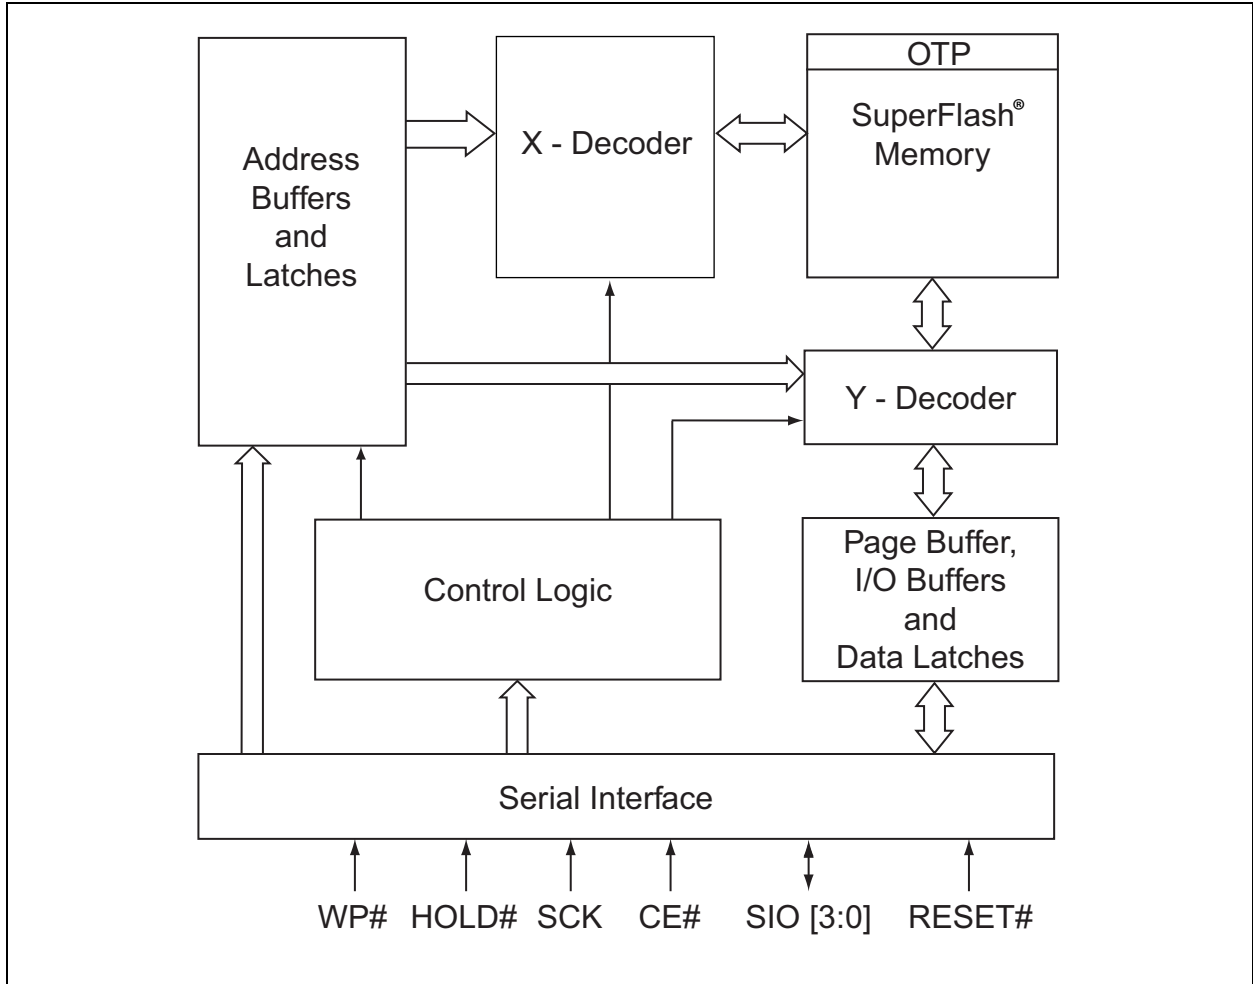 OTP
SuperFlash®
Memory
X - Decoder
Address
Buffers
and
Latches
Y - Decoder
Control Logic
Page Buffer,
I/O Buffers
and
Data Latches
Serial Interface
WP# HOLD# SCK CE# SIO [3:0] RESET#